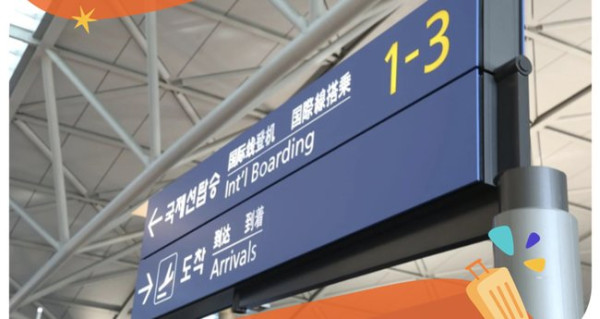 1-3
← 국제선탑승 国际线登机 国際線搭乗
Int'l Boarding
→ 도착 到达 到着
Arrivals